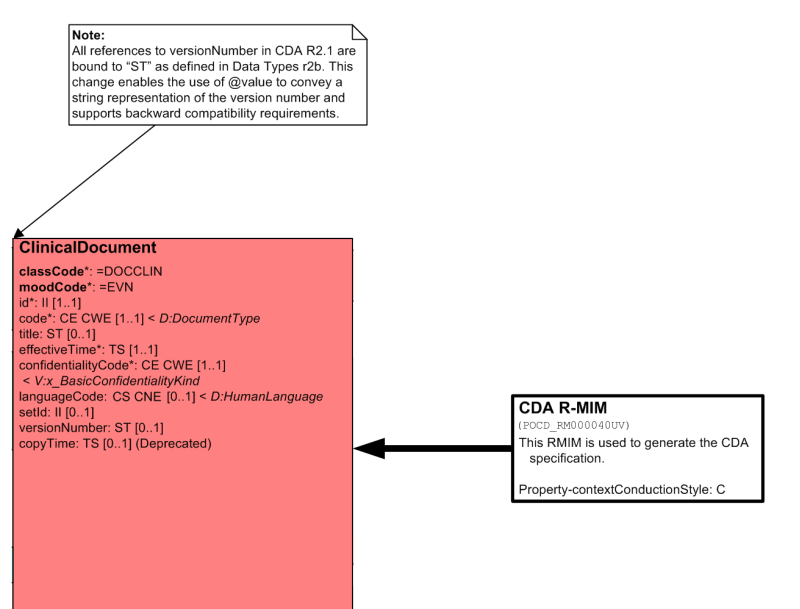 Note:
All references to versionNumber in CDA R2.1 are
bound to “ST” as defined in Data Types r2b. This
change enables the use of @value to convey a
string representation of the version number and
supports backward compatibility requirements.
ClinicalDocument
classCode*: =DOCCLIN
moodCode*: =EVN
id*: II [1..1]
code*: CE CWE [1..1] < D:DocumentType
title: ST [0..1]
effectiveTime*: TS [1..1]
confidentialityCode*: CE CWE [1..1]
< V:x_BasicConfidentialityKind
languageCode: CS CNE [0..1] < D:HumanLanguage
setId: II [0..1]
versionNumber: ST [0..1]
copyTime: TS [0..1] (Deprecated)
CDA R-MIM
(POCD_RM000040UV)
This RMIM is used to generate the CDA
specification.
Property-contextConductionStyle: C